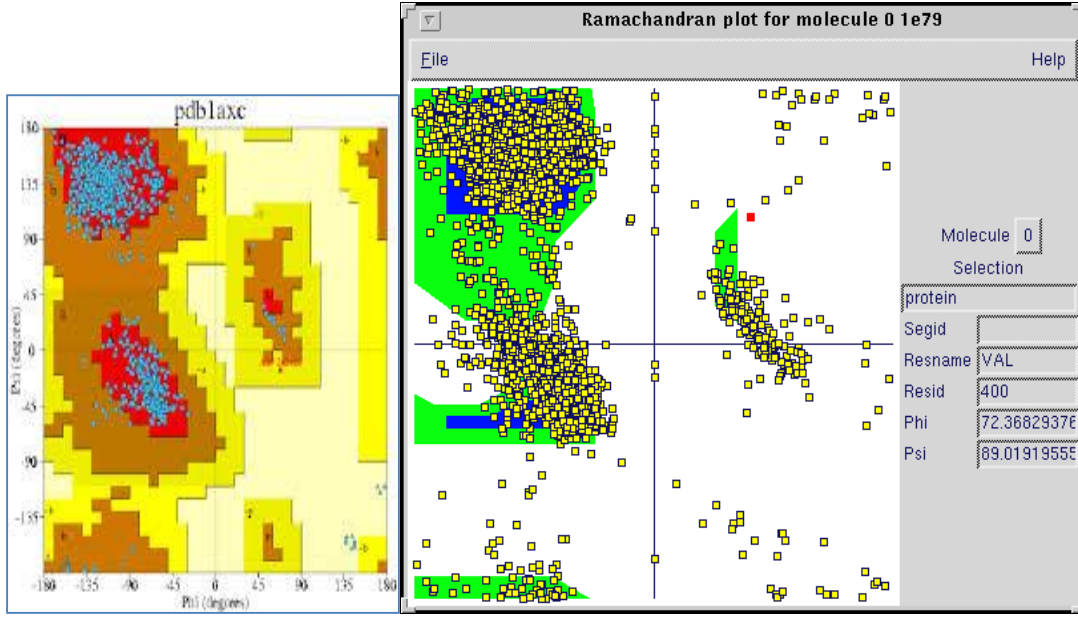 pdb1axc
180
135
90
45
0
-45
-90
-135
Psi (degrees)
-180 -135 -90 -45 0 45 90 135 180
Phi (degrees)
Ramachandran plot for molecule 0 1e79
File Help
Molecule 0
Selection
protein
Segid
Resname VAL
Resid 400
Phi 72.36829376
Psi 89.01919555